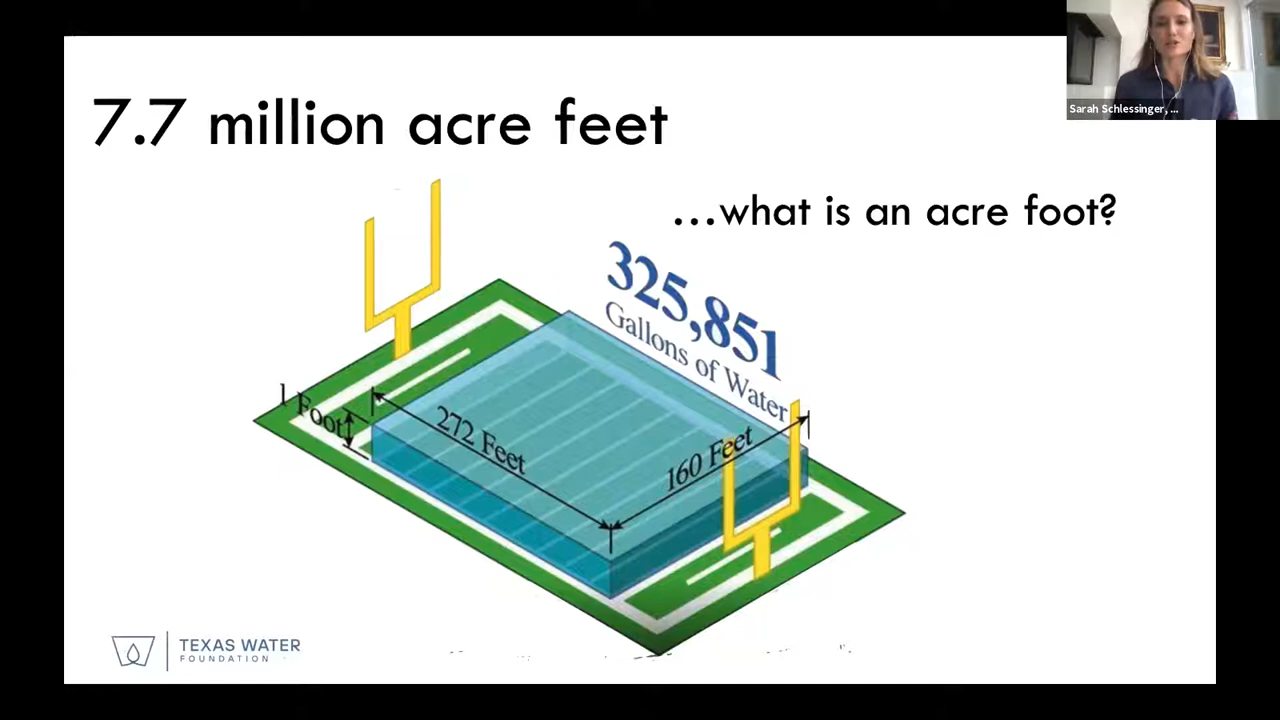 Sarah Schlessinger, ...
7.7 million acre feet
...what is an acre foot?
325,851
Gallons of Water
1 Foot
272 Feet
160 Feet
TEXAS WATER
FOUNDATION